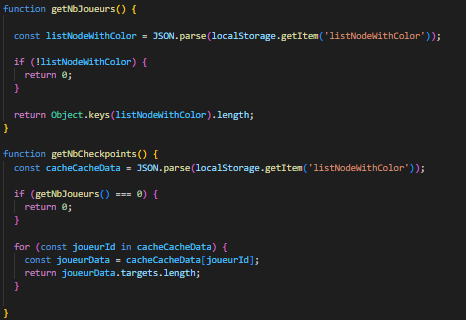 function getNbJoueurs() {
const listNodeWithColor = JSON.parse(localStorage.getItem('listNodeWithColor'));
if (!listNodeWithColor) {
return 0;
}
return Object.keys(listNodeWithColor).length;
}
function getNbCheckpoints() {
const cacheCacheData = JSON.parse(localStorage.getItem('listNodeWithColor'));
if (getNbJoueurs() === 0) {
return 0;
}
for (const joueurId in cacheCacheData) {
const joueurData = cacheCacheData[joueurId];
return joueurData.targets.length;
}
}